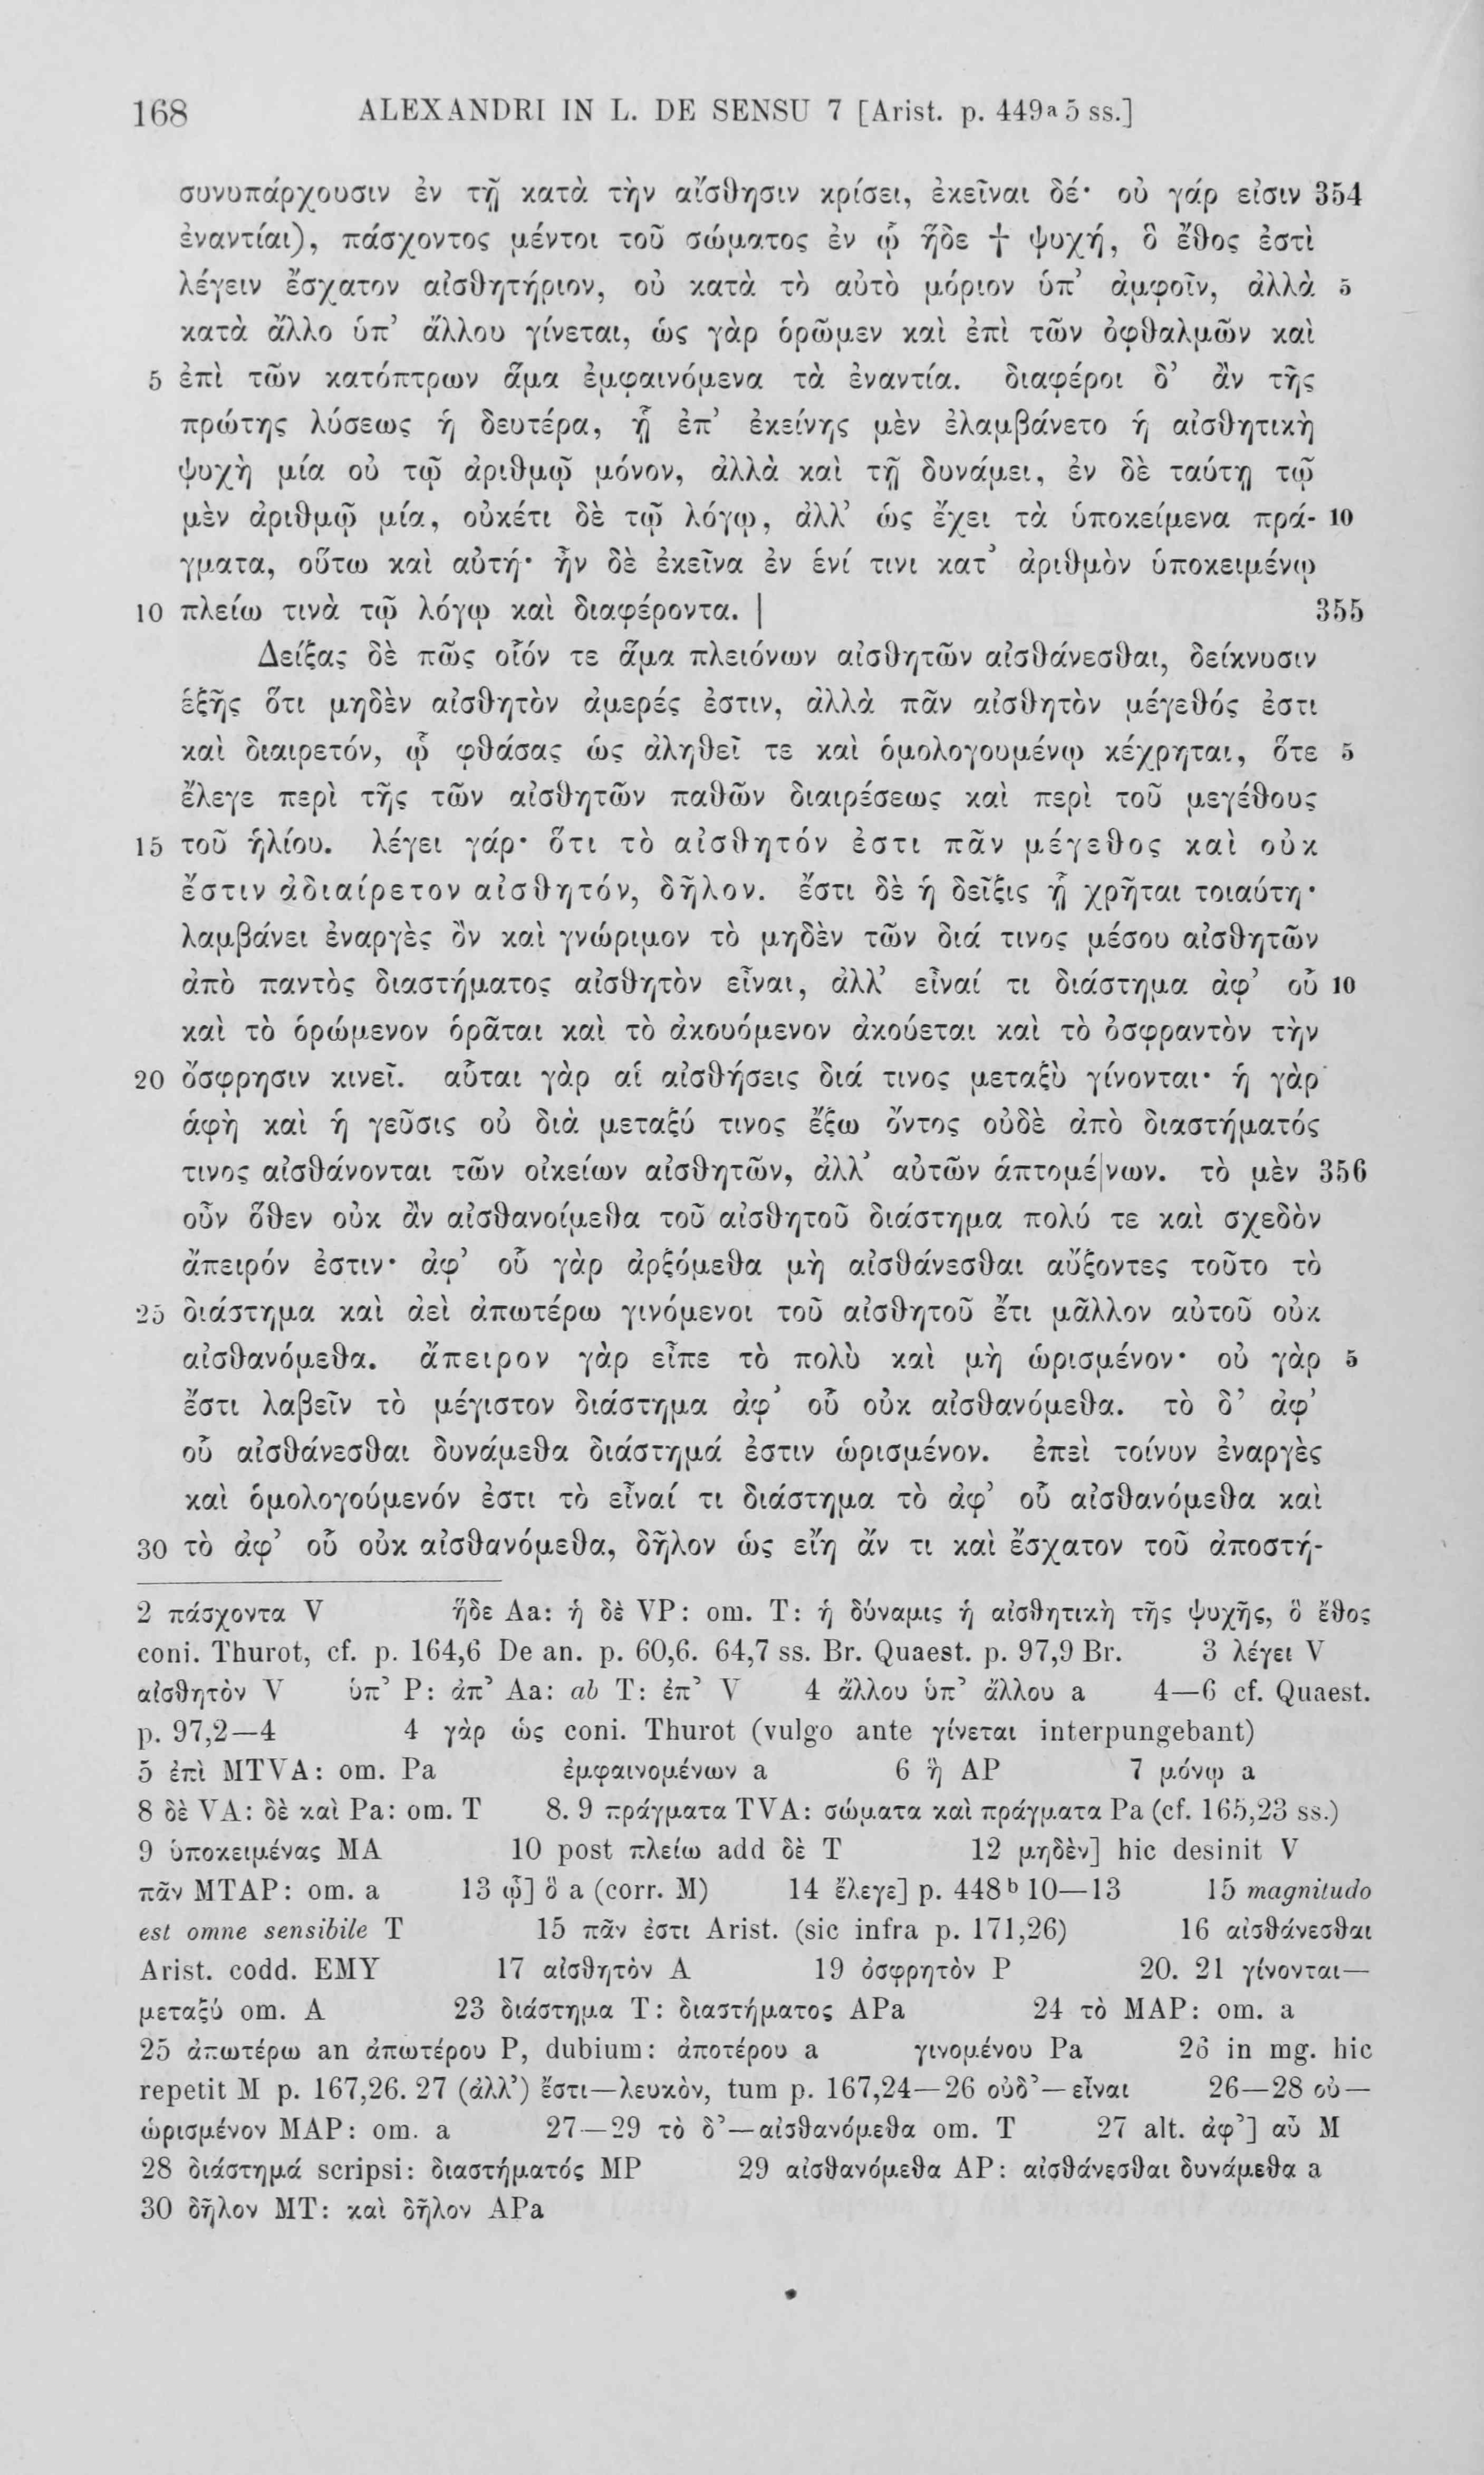 168 ALEXANDRI IN L. DE SENSU 7 [Arist. p. 449a 5 ss.]
συνυπάρχουσιν ἐν τῇ κατὰ τὴν αἴσθησιν κρίσει, ἐκεῖναι δέ· οὐ γάρ εἰσιν 354
ἐναντίαι), πάσχοντος μέντοι τοῦ σώματος ἐν ᾧ ἥδε † ψυχή, ὃ ἔθος ἐστὶ
λέγειν ἔσχατον αἰσθητήριον, οὐ κατὰ τὸ αὐτὸ μόριον ὑπ' ἀμφοῖν, ἀλλὰ 5
κατὰ ἄλλο ὑπ' ἄλλου γίνεται, ὡς γὰρ ὁρῶμεν καὶ ἐπὶ τῶν ὀφθαλμῶν καὶ
5 ἐπὶ τῶν κατόπτρων ἅμα ἐμφαινόμενα τὰ ἐναντία. διαφέροι δ' ἂν τῆς
πρώτης λύσεως ἡ δευτέρα, ᾗ ἐπ' ἐκείνης μὲν ἐλαμβάνετο ἡ αἰσθητικὴ
ψυχὴ μία οὐ τῷ ἀριθμῷ μόνον, ἀλλὰ καὶ τῇ δυνάμει, ἐν δὲ ταύτῃ τῷ
μὲν ἀριθμῷ μία, οὐκέτι δὲ τῷ λόγῳ, ἀλλ' ὡς ἔχει τὰ ὑποκείμενα πρά- 10
γματα, οὕτω καὶ αὐτή· ἦν δὲ ἐκεῖνα ἐν ἑνί τινι κατ' ἀριθμὸν ὑποκειμένῳ
10 πλείω τινὰ τῷ λόγῳ καὶ διαφέροντα. | 355
Δείξας δὲ πῶς οἷόν τε ἅμα πλειόνων αἰσθητῶν αἰσθάνεσθαι, δείκνυσιν
ἑξῆς ὅτι μηδὲν αἰσθητὸν ἀμερές ἐστιν, ἀλλὰ πᾶν αἰσθητὸν μέγεθός ἐστι
καὶ διαιρετόν, ᾧ φθάσας ὡς ἀληθεῖ τε καὶ ὁμολογουμένῳ κέχρηται, ὅτε 5
ἔλεγε περὶ τῆς τῶν αἰσθητῶν παθῶν διαιρέσεως καὶ περὶ τοῦ μεγέθους
15 τοῦ ἡλίου. λέγει γάρ· ὅτι τὸ αἰσθητόν ἐστι πᾶν μέγεθος καὶ οὐκ
ἔστιν ἀδιαίρετον αἰσθητόν, δῆλον. ἔστι δὲ ἡ δεῖξις ᾗ χρῆται τοιαύτη·
λαμβάνει ἐναργὲς ὂν καὶ γνώριμον τὸ μηδὲν τῶν διά τινος μέσου αἰσθητῶν
ἀπὸ παντὸς διαστήματος αἰσθητὸν εἶναι, ἀλλ' εἶναί τι διάστημα ἀφ' οὗ 10
καὶ τὸ ὁρώμενον ὁρᾶται καὶ τὸ ἀκουόμενον ἀκούεται καὶ τὸ ὀσφραντὸν τὴν
20 ὄσφρησιν κινεῖ. αὗται γὰρ αἱ αἰσθήσεις διά τινος μεταξὺ γίνονται· ἡ γὰρ
ἁφὴ καὶ ἡ γεῦσις οὐ διὰ μεταξύ τινος ἔξω ὄντος οὐδὲ ἀπὸ διαστήματός
τινος αἰσθάνονται τῶν οἰκείων αἰσθητῶν, ἀλλ' αὐτῶν ἁπτομέ|νων. τὸ μὲν 356
οὖν ὅθεν οὐκ ἂν αἰσθανοίμεθα τοῦ αἰσθητοῦ διάστημα πολύ τε καὶ σχεδὸν
ἄπειρόν ἐστιν· ἀφ' οὗ γὰρ ἀρξόμεθα μὴ αἰσθάνεσθαι αὔξοντες τοῦτο τὸ
25 διάστημα καὶ ἀεὶ ἀπωτέρω γινόμενοι τοῦ αἰσθητοῦ ἔτι μᾶλλον αὐτοῦ οὐκ
αἰσθανόμεθα. ἄπειρον γὰρ εἶπε τὸ πολὺ καὶ μὴ ὡρισμένον· οὐ γὰρ 5
ἔστι λαβεῖν τὸ μέγιστον διάστημα ἀφ' οὗ οὐκ αἰσθανόμεθα. τὸ δ' ἀφ'
οὗ αἰσθάνεσθαι δυνάμεθα διάστημά ἐστιν ὡρισμένον. ἐπεὶ τοίνυν ἐναργὲς
καὶ ὁμολογούμενόν ἐστι τὸ εἶναί τι διάστημα τὸ ἀφ' οὗ αἰσθανόμεθα καὶ
30 τὸ ἀφ' οὗ οὐκ αἰσθανόμεθα, δῆλον ὡς εἴη ἄν τι καὶ ἔσχατον τοῦ ἀποστή-
2 πάσχοντα V ἥδε Aa: ἡ δὲ VP: om. T: ἡ δύναμις ἡ αἰσθητικὴ τῆς ψυχῆς, ὃ ἔθος
coni. Thurot, cf. p. 164,6 De an. p. 60,6. 64,7 ss. Br. Quaest. p. 97,9 Br. 3 λέγει V
αἰσθητὸν V ὑπ' P: ἀπ' Aa: ab T: ἐπ' V 4 ἄλλου ὑπ' ἄλλου a 4—6 cf. Quaest.
p. 97,2—4 4 γὰρ ὡς coni. Thurot (vulgo ante γίνεται interpungebant)
5 ἐπὶ MTVA: om. Pa ἐμφαινομένων a 6 ἢ AP 7 μόνῳ a
8 δὲ VA: δὲ καὶ Pa: om. T 8. 9 πράγματα TVA: σώματα καὶ πράγματα Pa (cf. 165,23 ss.)
9 ὑποκειμένας MA 10 post πλείω add δὲ T 12 μηδὲν] hic desinit V
πᾶν MTAP: om. a 13 ᾧ] ὃ a (corr. M) 14 ἔλεγε] p. 448b 10—13 15 magnitudo
est omne sensibile T 15 πᾶν ἐστι Arist. (sic infra p. 171,26) 16 αἰσθάνεσθαι
Arist. codd. EMY 17 αἰσθητὸν A 19 ὀσφρητὸν P 20. 21 γίνονται—
μεταξύ om. A 23 διάστημα T: διαστήματος APa 24 τὸ MAP: om. a
25 ἀπωτέρω an ἀπωτέρου P, dubium: ἀποτέρου a γινομένου Pa 26 in mg. hic
repetit M p. 167,26. 27 (ἀλλ') ἔστι—λευκὸν, tum p. 167,24—26 οὐδ'—εἶναι 26—28 οὐ—
ὡρισμένον MAP: om. a 27—29 τὸ δ'—αἰσθανόμεθα om. T 27 alt. ἀφ'] αὖ M
28 διάστημά scripsi: διαστήματός MP 29 αἰσθανόμεθα AP: αἰσθάνεσθαι δυνάμεθα a
30 δῆλον MT: καὶ δῆλον APa